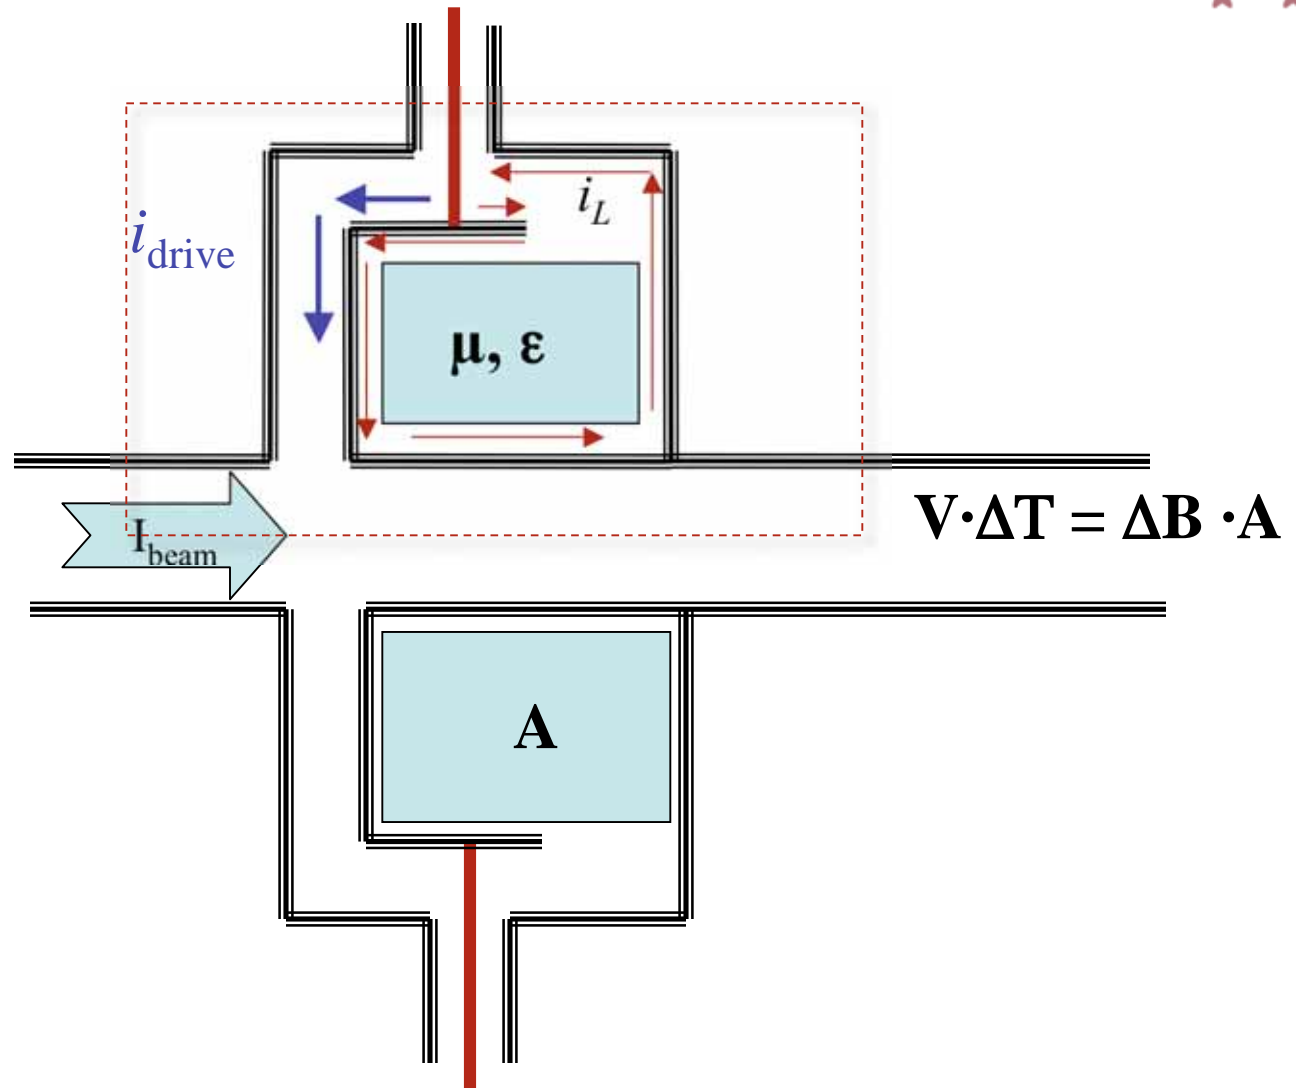 i_L
i_drive
μ, ε
V·ΔT = ΔB ·A
I_beam
A